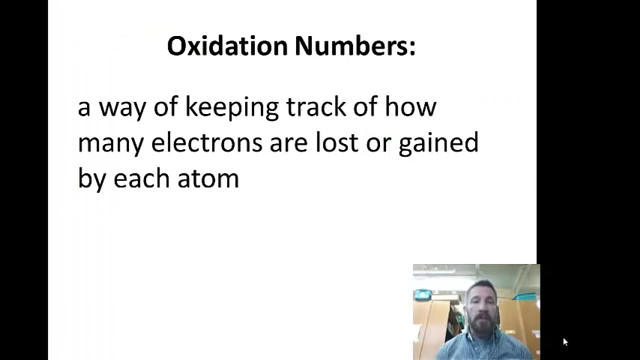 Oxidation Numbers:
a way of keeping track of how
many electrons are lost or gained
by each atom